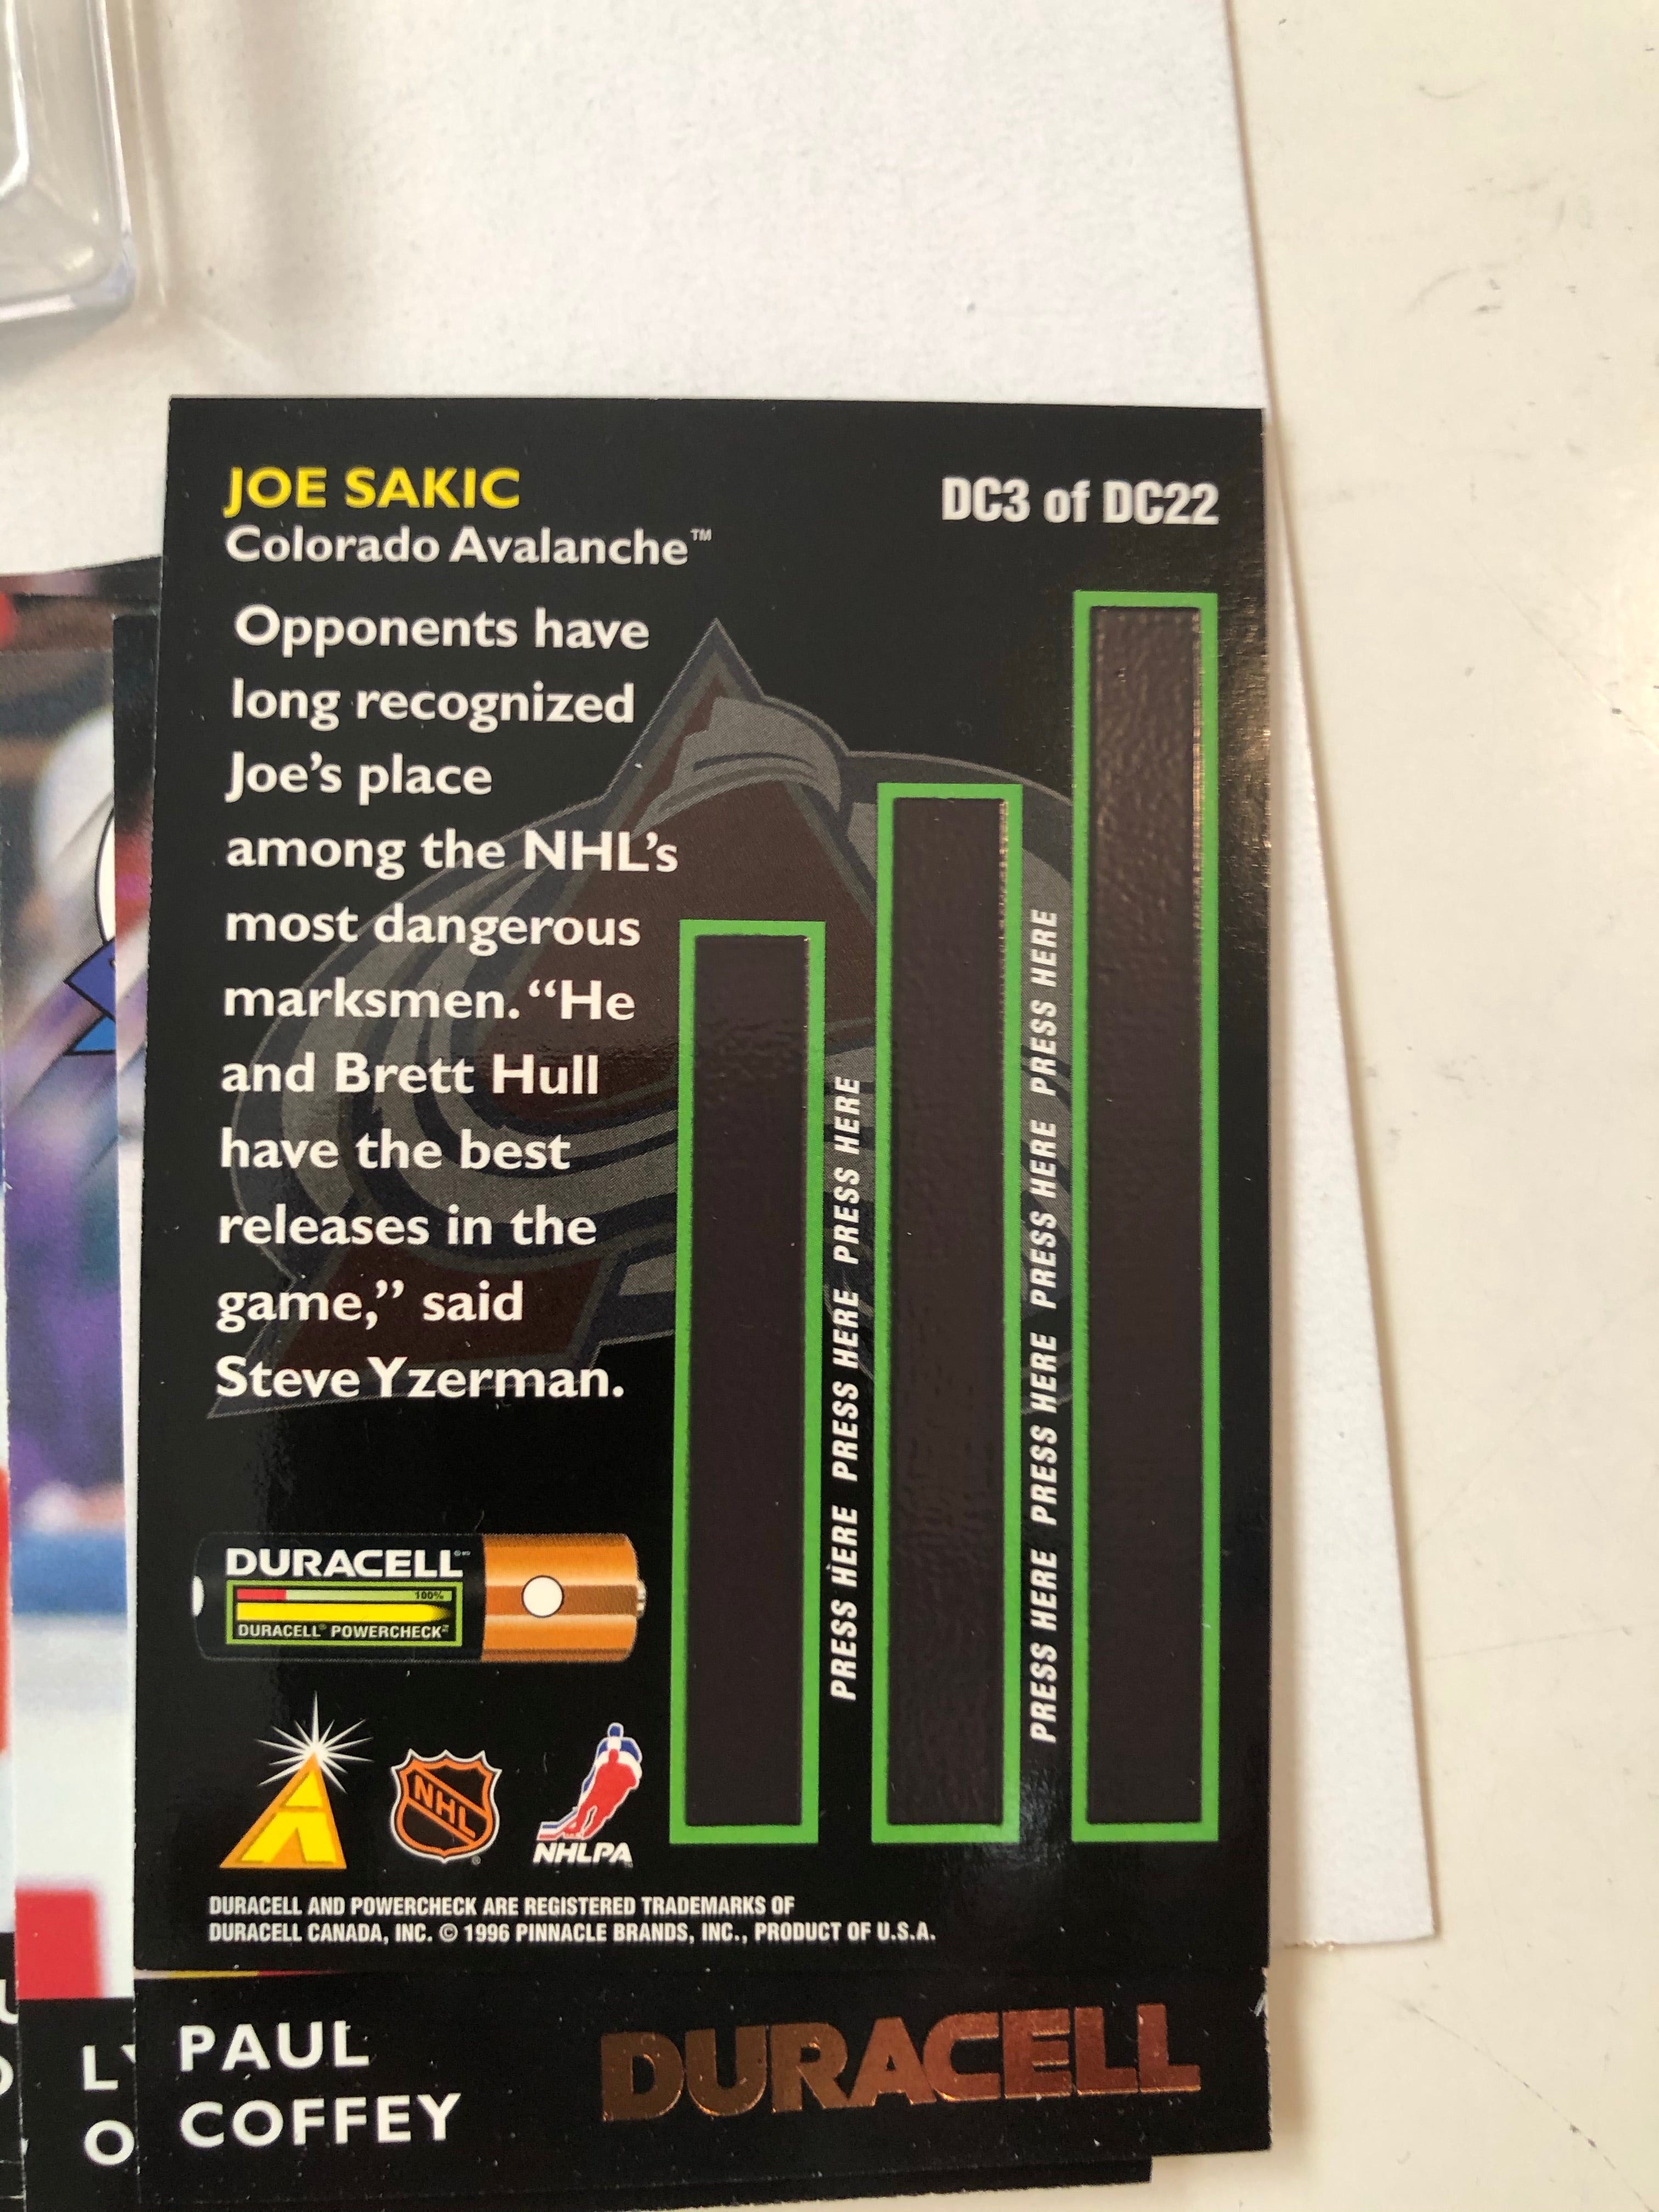 JOE SAKIC
Colorado Avalanche™
DC3 of DC22
Opponents have
long recognized
Joe's place
among the NHL's
most dangerous
marksmen. “He
and Brett Hull
have the best
releases in the
game,” said
Steve Yzerman.
PRESS HERE PRESS HERE PRESS HERE
PRESS HERE PRESS HERE PRESS HERE PRESS HERE
DURACELL
100%
DURACELL® POWERCHECK™
NHL
NHLPA
DURACELL AND POWERCHECK ARE REGISTERED TRADEMARKS OF
DURACELL CANADA, INC. © 1996 PINNACLE BRANDS, INC., PRODUCT OF U.S.A.
PAUL
COFFEY
DURACELL